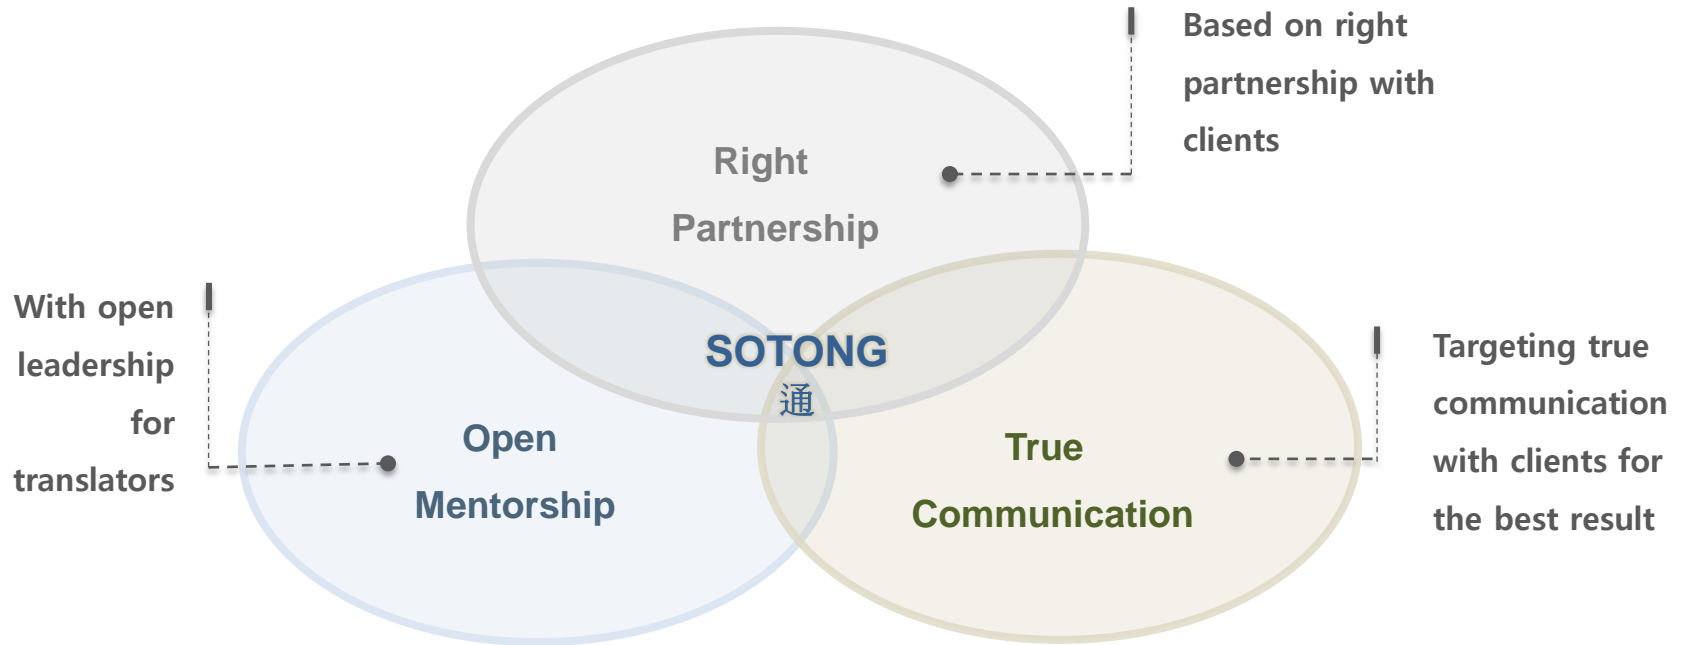 Based on right
partnership with
clients
Right
Partnership
With open
leadership
for
translators
SOTONG
通
Targeting true
communication
with clients for
the best result
Open
Mentorship
True
Communication